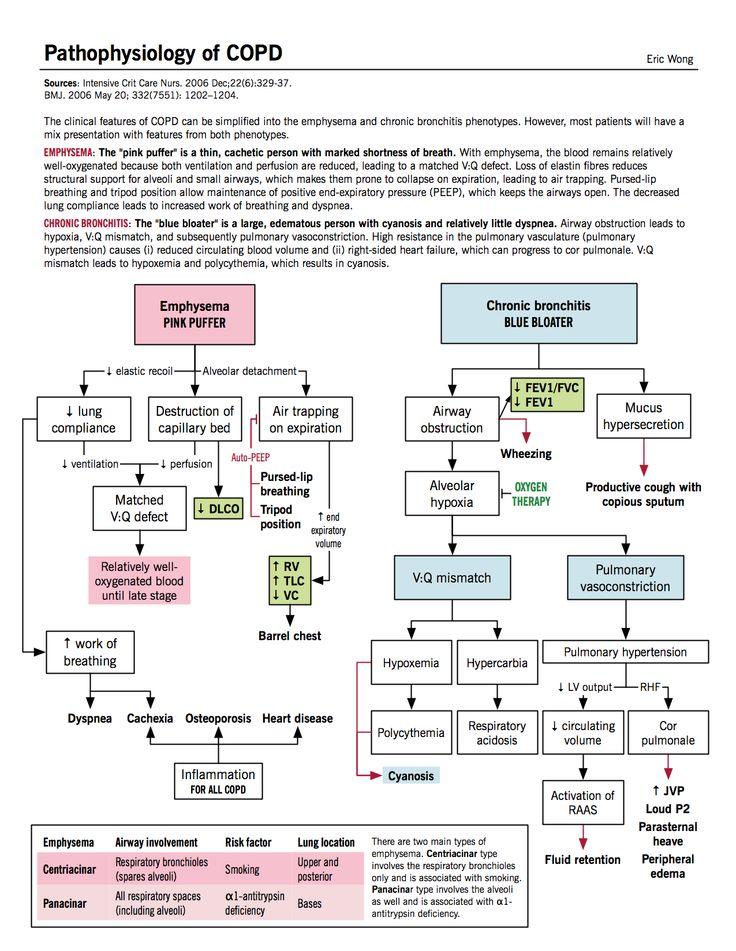 Pathophysiology of COPD
Eric Wong
Sources: Intensive Crit Care Nurs. 2006 Dec;22(6):329-37.
BMJ. 2006 May 20; 332(7551): 1202–1204.
The clinical features of COPD can be simplified into the emphysema and chronic bronchitis phenotypes. However, most patients will have a
mix presentation with features from both phenotypes.
EMPHYSEMA: The "pink puffer" is a thin, cachetic person with marked shortness of breath. With emphysema, the blood remains relatively
well-oxygenated because both ventilation and perfusion are reduced, leading to a matched V:Q defect. Loss of elastin fibres reduces
structural support for alveoli and small airways, which makes them prone to collapse on expiration, leading to air trapping. Pursed-lip
breathing and tripod position allow maintenance of positive end-expiratory pressure (PEEP), which keeps the airways open. The decreased
lung compliance leads to increased work of breathing and dyspnea.
CHRONIC BRONCHITIS: The "blue bloater" is a large, edematous person with cyanosis and relatively little dyspnea. Airway obstruction leads to
hypoxia, V:Q mismatch, and subsequently pulmonary vasoconstriction. High resistance in the pulmonary vasculature (pulmonary
hypertension) causes (i) reduced circulating blood volume and (ii) right-sided heart failure, which can progress to cor pulmonale. V:Q
mismatch leads to hypoxemia and polycythemia, which results in cyanosis.
Emphysema
PINK PUFFER
↓ elastic recoil
Alveolar detachment
↓ lung
compliance
Destruction of
capillary bed
Air trapping
on expiration
↓ ventilation
↓ perfusion
Auto-PEEP
Pursed-lip
breathing
Tripod
position
Matched
V:Q defect
↓ DLCO
↑ end
expiratory
volume
Relatively well-
oxygenated blood
until late stage
↑ RV
↑ TLC
↓ VC
Barrel chest
↑ work of
breathing
Dyspnea
Cachexia
Osteoporosis
Heart disease
Inflammation
FOR ALL COPD
Chronic bronchitis
BLUE BLOATER
Airway
obstruction
↓ FEV1/FVC
↓ FEV1
Mucus
hypersecretion
Wheezing
Productive cough with
copious sputum
Alveolar
hypoxia
OXYGEN
THERAPY
V:Q mismatch
Pulmonary
vasoconstriction
Hypoxemia
Hypercarbia
Pulmonary hypertension
↓ LV output
RHF
Polycythemia
Respiratory
acidosis
↓ circulating
volume
Cor
pulmonale
Cyanosis
Activation of
RAAS
↑ JVP
Loud P2
Parasternal
heave
Peripheral
edema
Fluid retention
Emphysema Airway involvement Risk factor Lung location
Centriacinar Respiratory bronchioles (spares alveoli) Smoking Upper and posterior
Panacinar All respiratory spaces (including alveoli) α1-antitrypsin deficiency Bases
There are two main types of
emphysema. Centriacinar type
involves the respiratory bronchioles
only and is associated with smoking.
Panacinar type involves the alveoli
as well and is associated with α1-
antitrypsin deficiency.